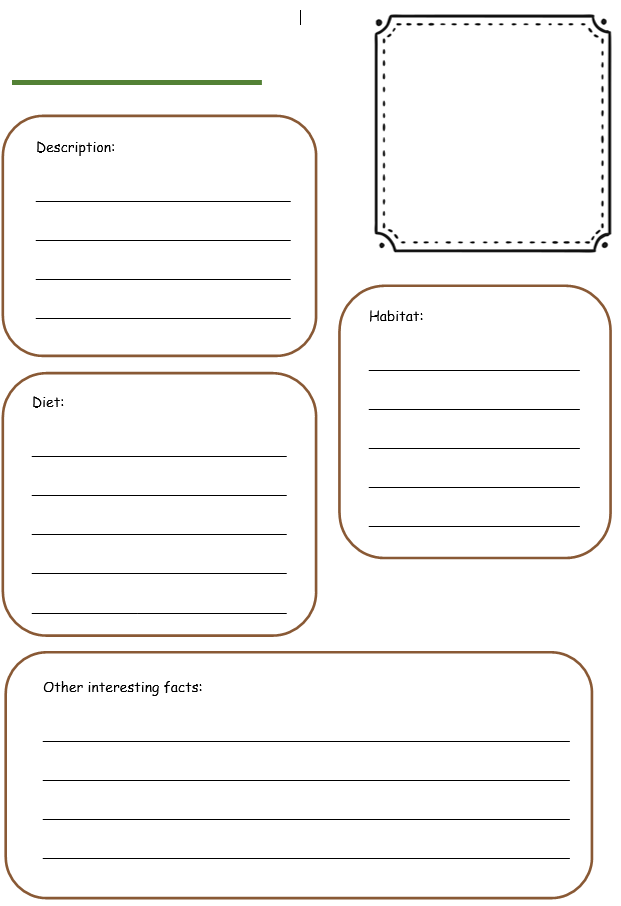 Description:
Habitat:
Diet:
Other interesting facts: